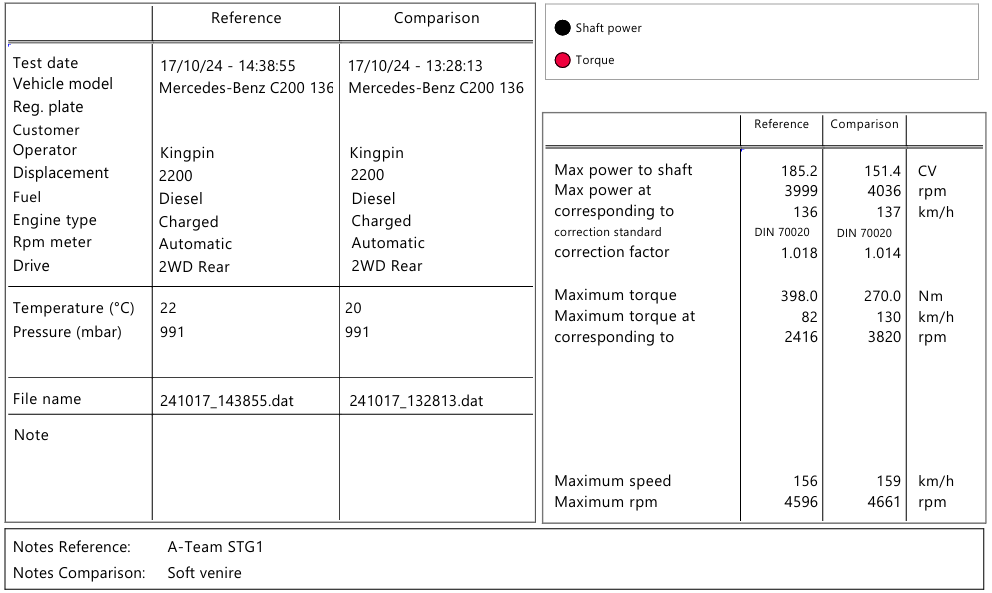 Reference Comparison
Test date 17/10/24 - 14:38:55 17/10/24 - 13:28:13
Vehicle model Mercedes-Benz C200 136 Mercedes-Benz C200 136
Reg. plate
Customer
Operator Kingpin Kingpin
Displacement 2200 2200
Fuel Diesel Diesel
Engine type Charged Charged
Rpm meter Automatic Automatic
Drive 2WD Rear 2WD Rear
Temperature (°C) 22 20
Pressure (mbar) 991 991
File name 241017_143855.dat 241017_132813.dat
Note
Shaft power
Torque
Reference Comparison
Max power to shaft 185.2 151.4 CV
Max power at 3999 4036 rpm
corresponding to 136 137 km/h
correction standard DIN 70020 DIN 70020
correction factor 1.018 1.014
Maximum torque 398.0 270.0 Nm
Maximum torque at 82 130 km/h
corresponding to 2416 3820 rpm
Maximum speed 156 159 km/h
Maximum rpm 4596 4661 rpm
Notes Reference: A-Team STG1
Notes Comparison: Soft venire